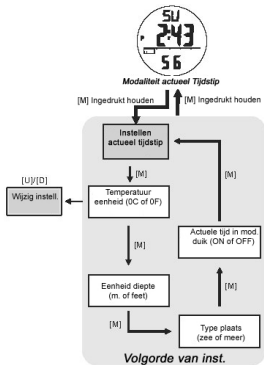 SU
P 2:43
56
Modaliteit actueel Tijdstip
[M] Ingedrukt houden
[M] Ingedrukt houden
Instellen
actueel tijdstip
[M]
[U]/[D]
Wijzig instell.
Temperatuur
eenheid (0C of 0F)
Actuele tijd in mod.
duik (ON of OFF)
[M]
[M]
Eenheid diepte
(m. of feet)
[M]
Type plaats
(zee of meer)
Volgorde van inst.